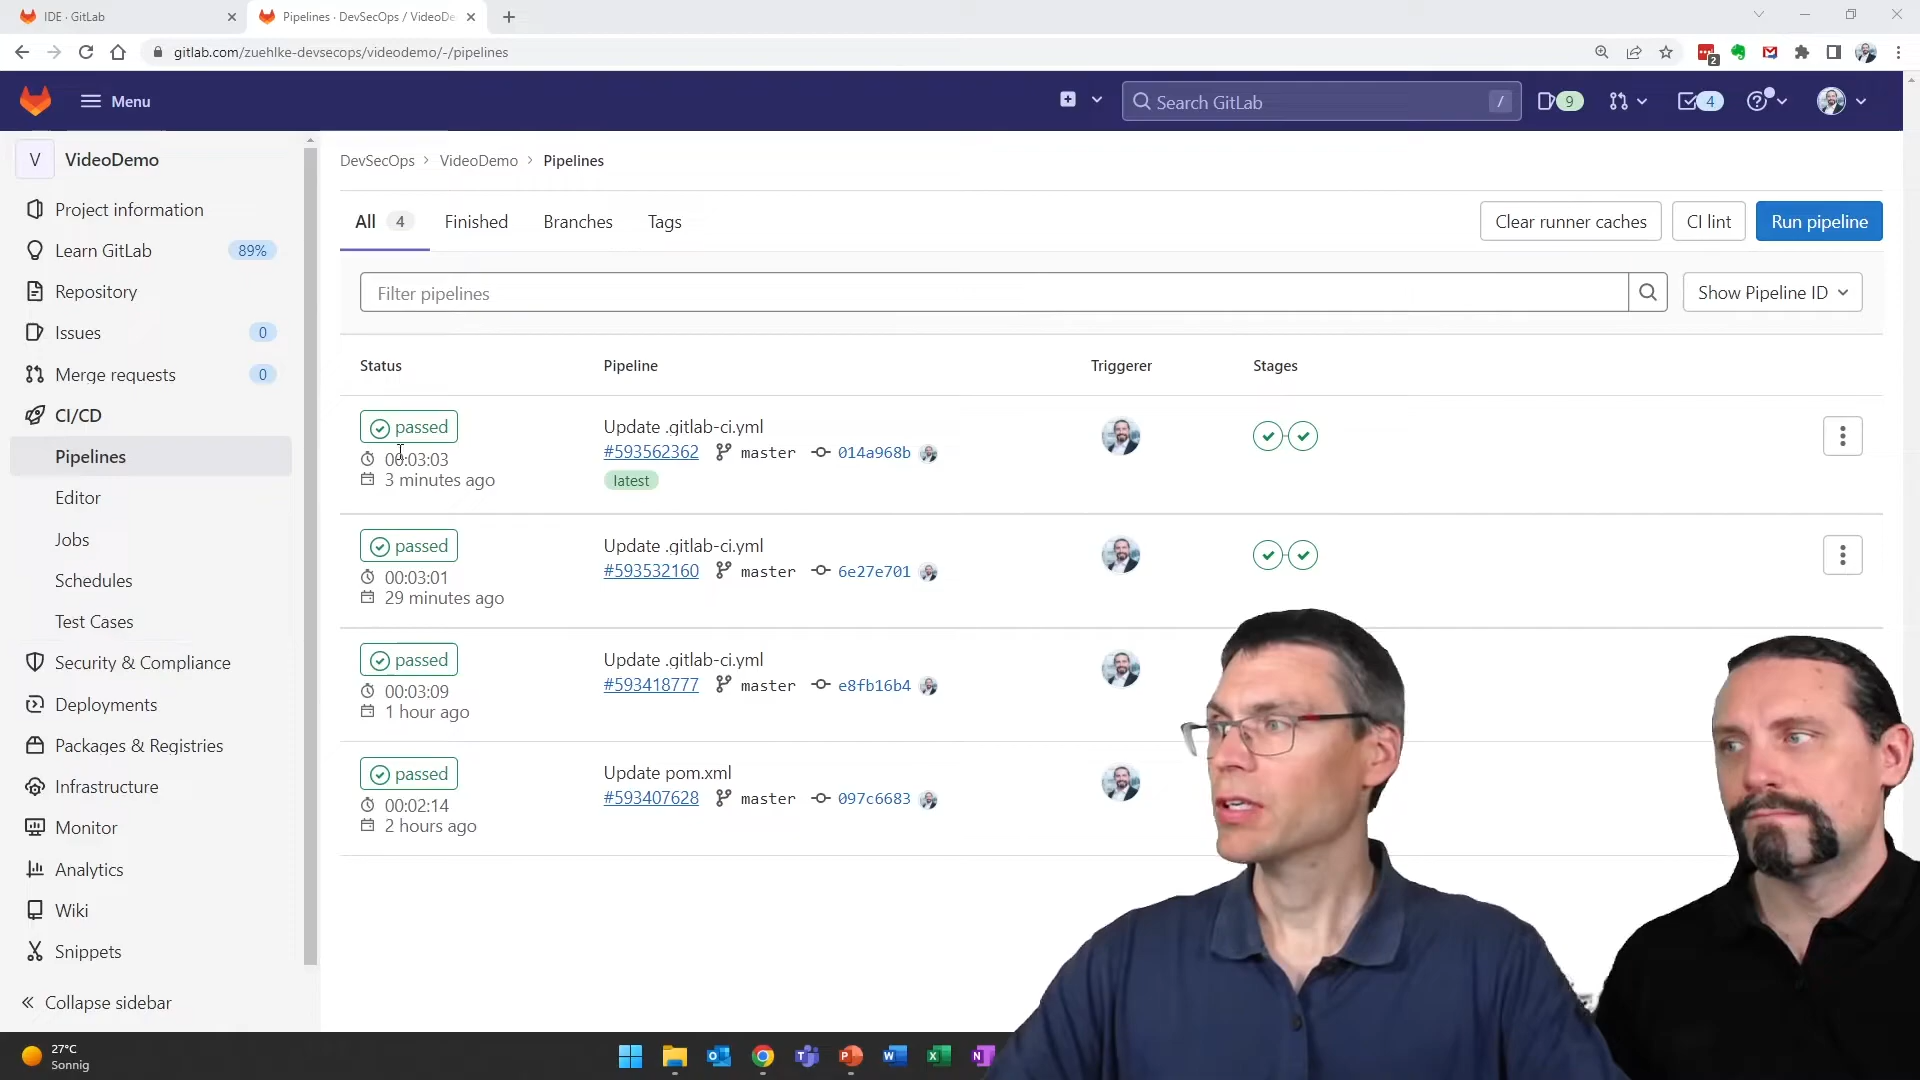 IDE · GitLab
Pipelines · DevSecOps / VideoDe
gitlab.com/zuehlke-devsecops/videodemo/-/pipelines
2
Menu
Search GitLab
/
9
4
V
VideoDemo
Project information
Learn GitLab
89%
Repository
Issues
0
Merge requests
0
CI/CD
Pipelines
Editor
Jobs
Schedules
Test Cases
Security & Compliance
Deployments
Packages & Registries
Infrastructure
Monitor
Analytics
Wiki
Snippets
Collapse sidebar
DevSecOps › VideoDemo › Pipelines
All 4 Finished Branches Tags
Clear runner caches
CI lint
Run pipeline
Filter pipelines
Show Pipeline ID
Status Pipeline Triggerer Stages
passed
00:03:03
3 minutes ago
Update .gitlab-ci.yml
#593562362 master 014a968b
latest
passed
00:03:01
29 minutes ago
Update .gitlab-ci.yml
#593532160 master 6e27e701
passed
00:03:09
1 hour ago
Update .gitlab-ci.yml
#593418777 master e8fb16b4
passed
00:02:14
2 hours ago
Update pom.xml
#593407628 master 097c6683
27°C
Sonnig